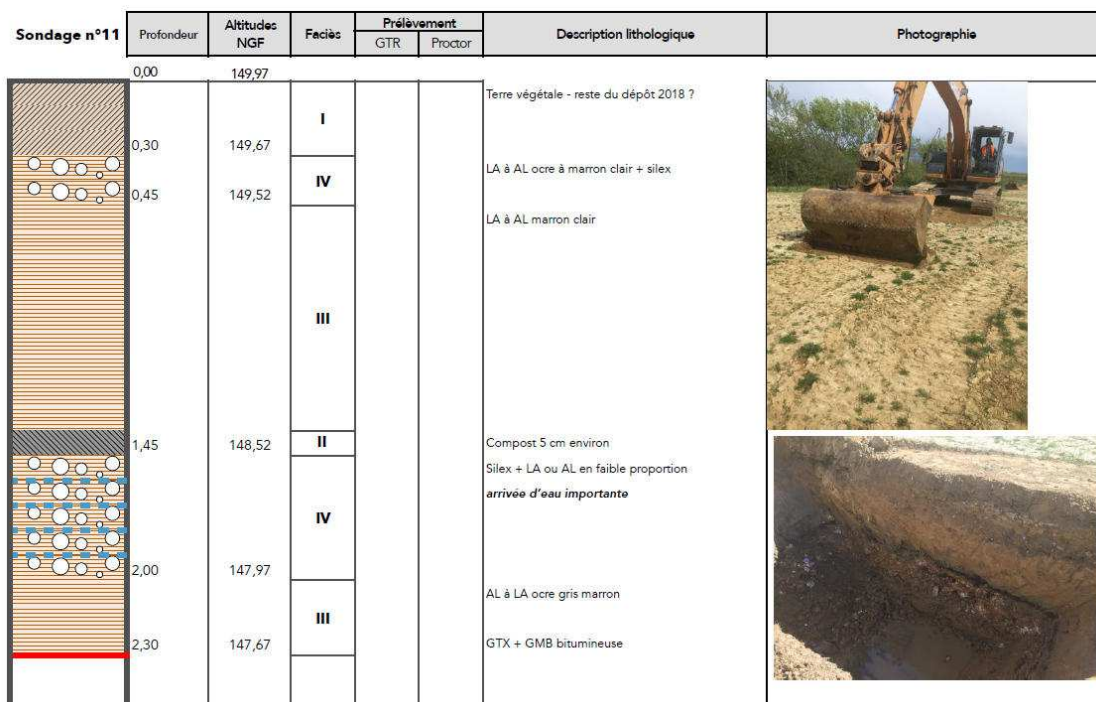 Sondage n°11 Profondeur Altitudes NGF Faciès Prélèvement GTR Proctor Description lithologique Photographie
0,00 149,97
Terre végétale - reste du dépôt 2018 ?
I
0,30 149,67
LA à AL ocre à marron clair + silex
IV
0,45 149,52
LA à AL marron clair
III
1,45 148,52 II Compost 5 cm environ
Silex + LA ou AL en faible proportion
arrivée d'eau importante
IV
2,00 147,97
AL à LA ocre gris marron
III
2,30 147,67 GTX + GMB bitumineuse